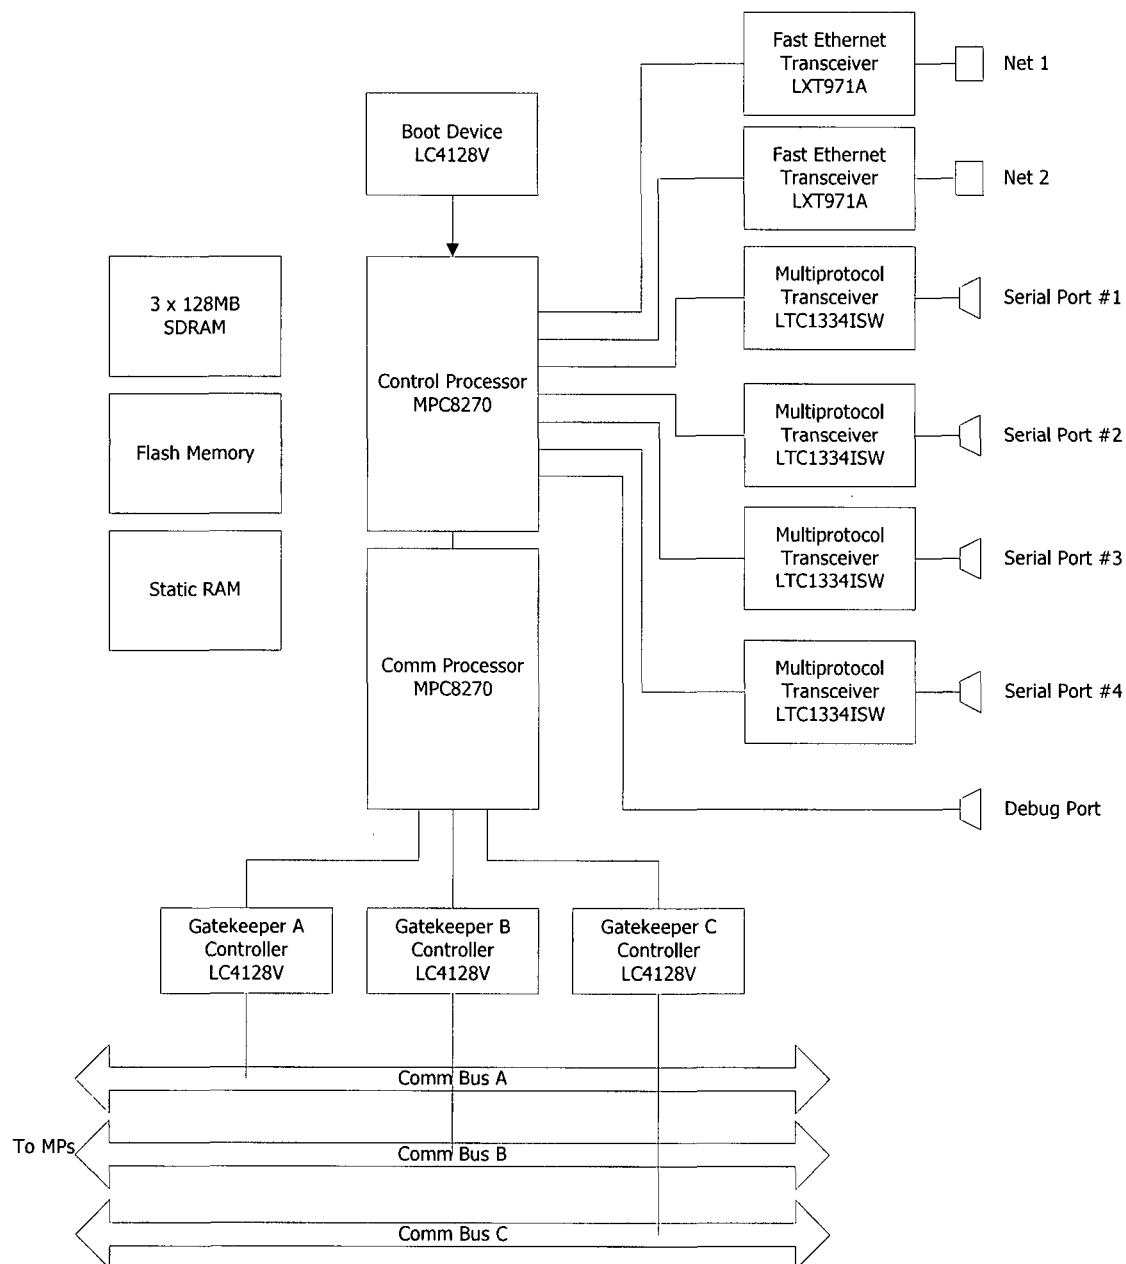 Fast Ethernet
Transceiver
LXT971A
Net 1
Boot Device
LC4128V
Fast Ethernet
Transceiver
LXT971A
Net 2
3 x 128MB
SDRAM
Control Processor
MPC8270
Multiprotocol
Transceiver
LTC1334ISW
Serial Port #1
Flash Memory
Multiprotocol
Transceiver
LTC1334ISW
Serial Port #2
Static RAM
Multiprotocol
Transceiver
LTC1334ISW
Serial Port #3
Comm Processor
MPC8270
Multiprotocol
Transceiver
LTC1334ISW
Serial Port #4
Debug Port
Gatekeeper A
Controller
LC4128V
Gatekeeper B
Controller
LC4128V
Gatekeeper C
Controller
LC4128V
Comm Bus A
To MPs
Comm Bus B
Comm Bus C